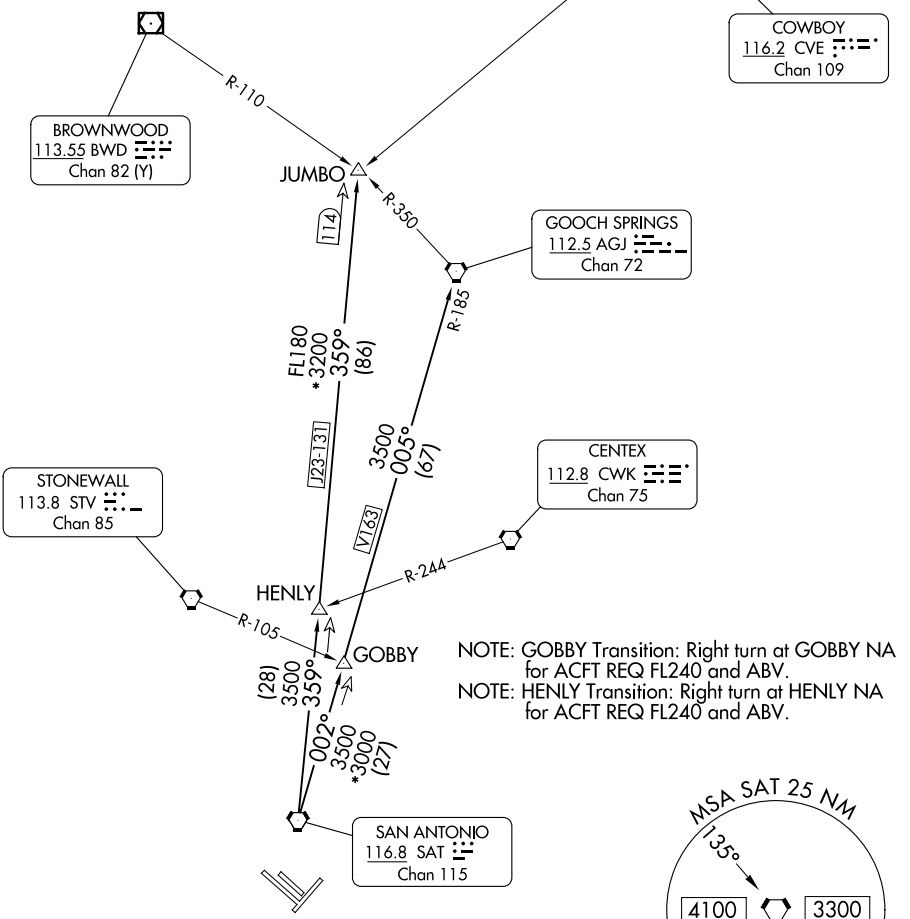 COWBOY
116.2 CVE
Chan 109
R-110
BROWNWOOD
113.55 BWD
Chan 82 (Y)
JUMBO
R-350
114
GOOCH SPRINGS
112.5 AGJ
Chan 72
R-185
FL180
*3200
359°
(86)
3500
005°
(67)
J23-131
CENTEX
112.8 CWK
Chan 75
STONEWALL
113.8 STV
Chan 85
V163
R-244
HENLY
R-105
GOBBY
NOTE: GOBBY Transition: Right turn at GOBBY NA
for ACFT REQ FL240 and ABV.
NOTE: HENLY Transition: Right turn at HENLY NA
for ACFT REQ FL240 and ABV.
(28)
3500
359°
002°
3500
*3000
(27)
SAN ANTONIO
116.8 SAT
Chan 115
MSA SAT 25 NM
135°
4100
3300